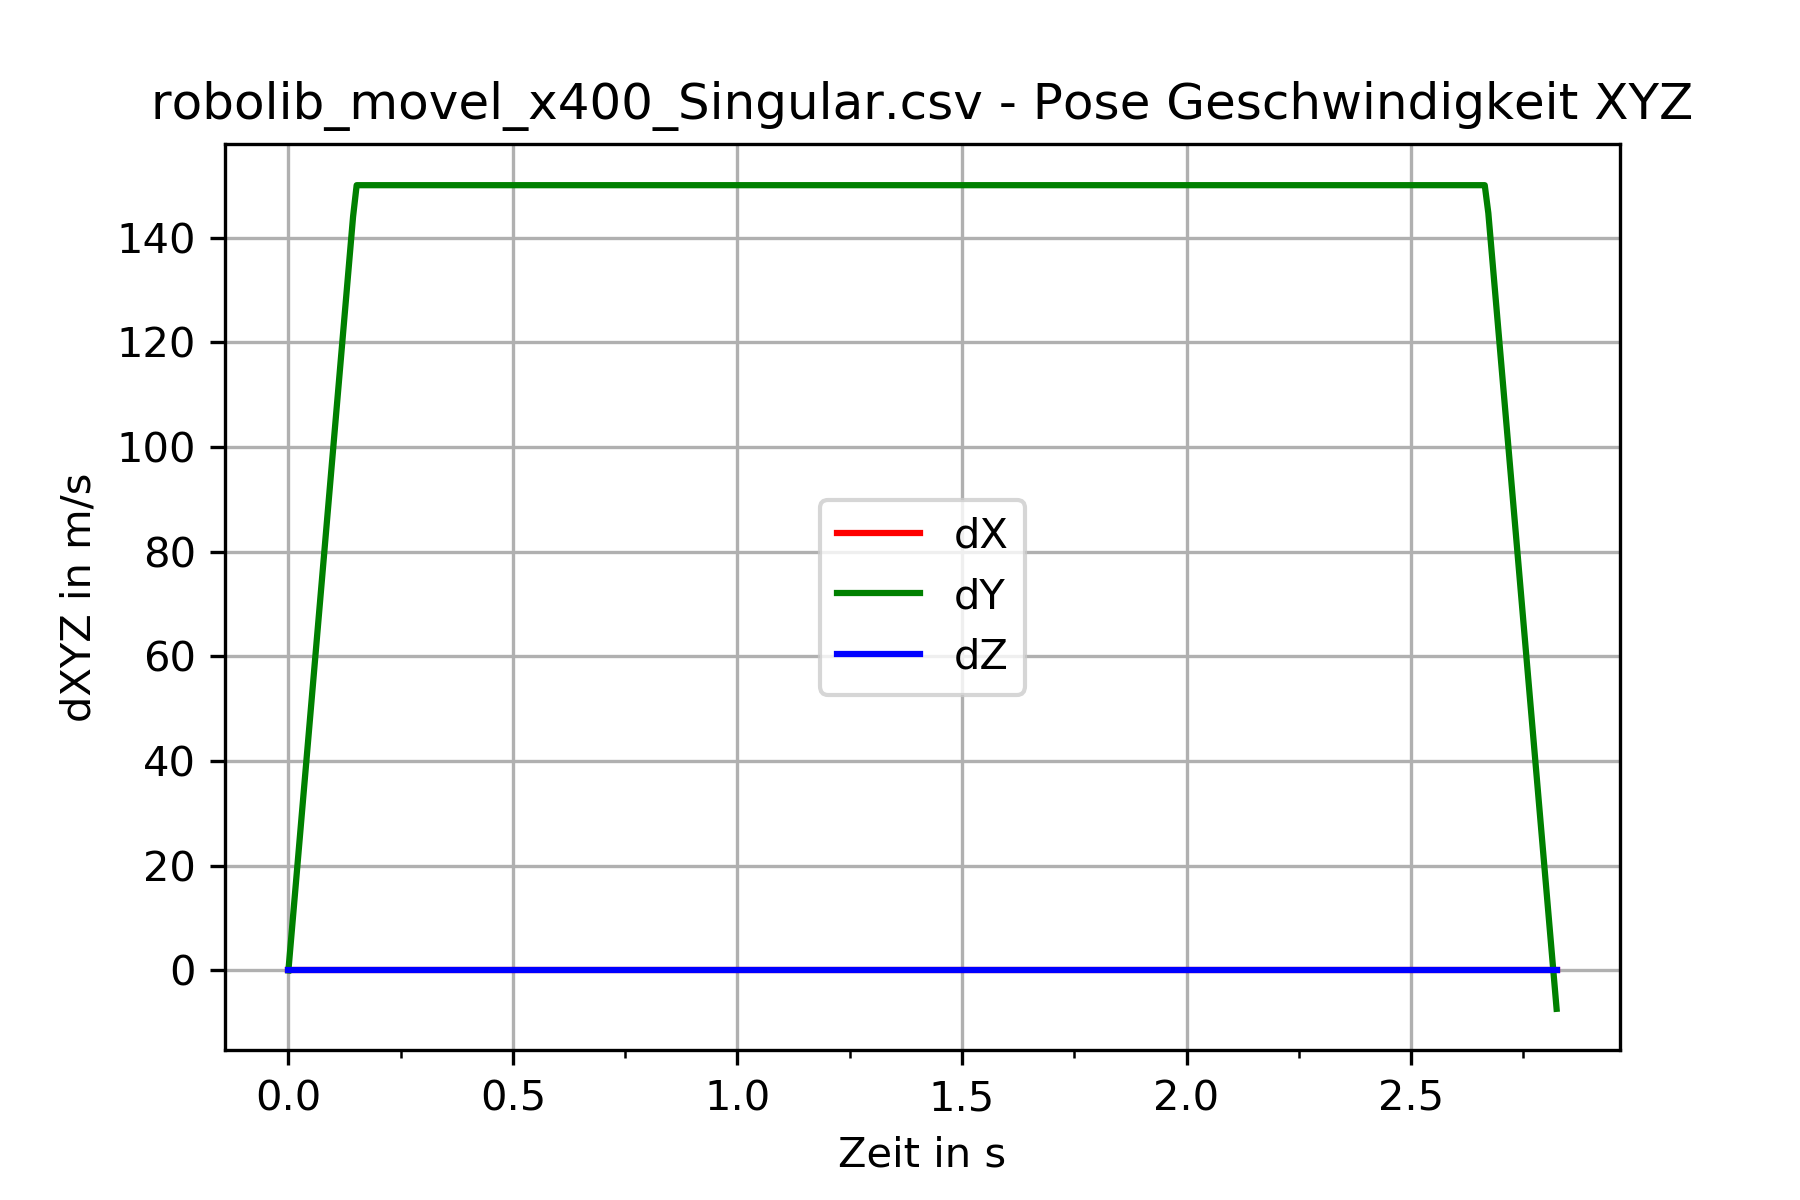 robolib_movel_x400_Singular.csv - Pose Geschwindigkeit XYZ
dXYZ in m/s
140
120
100
80
60
40
20
0
dX
dY
dZ
0.0 0.5 1.0 1.5 2.0 2.5
Zeit in s